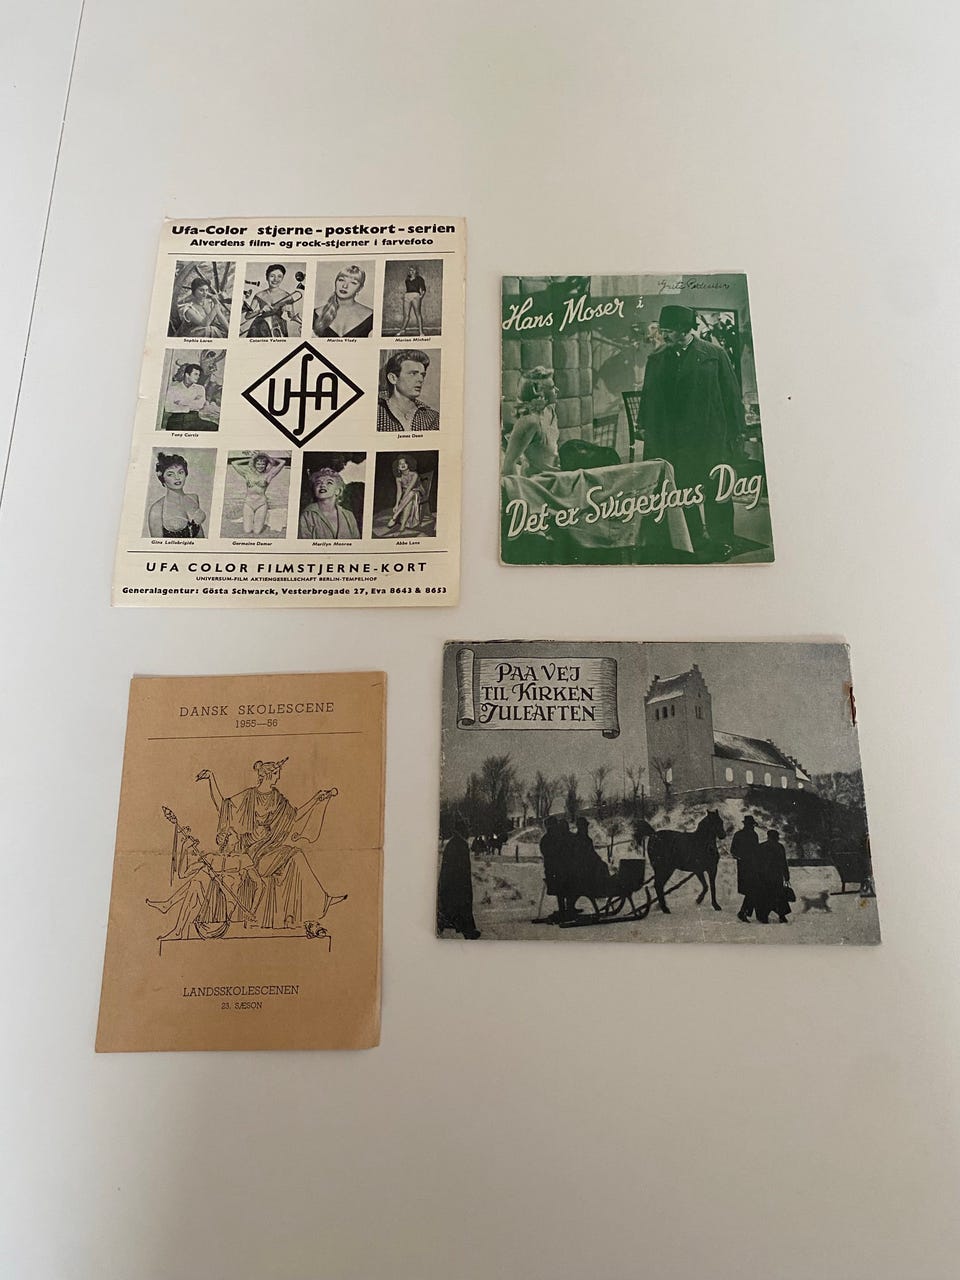 Ufa-Color stjerne-postkort-serien
Alverdens film- og rock-stjerner i farvefoto
Sophia Loren
Caterina Valente
Marina Vlady
Marion Michael
Tony Curtis
UfA
James Dean
Gina Lollobrigida
Germaine Damar
Marilyn Monroe
Abbe Lane
UFA COLOR FILMSTJERNE-KORT
UNIVERSUM-FILM AKTIENGESELLSCHAFT BERLIN-TEMPELHOF
Generalagentur: Gösta Schwarck, Vesterbrogade 27, Eva 8643 & 8653
Hans Moser i
Det er Svigerfars Dag
DANSK SKOLESCENE
1955—56
LANDSSKOLESCENEN
23. SÆSON
PAA VEJ
TIL KIRKEN
JULEAFTEN